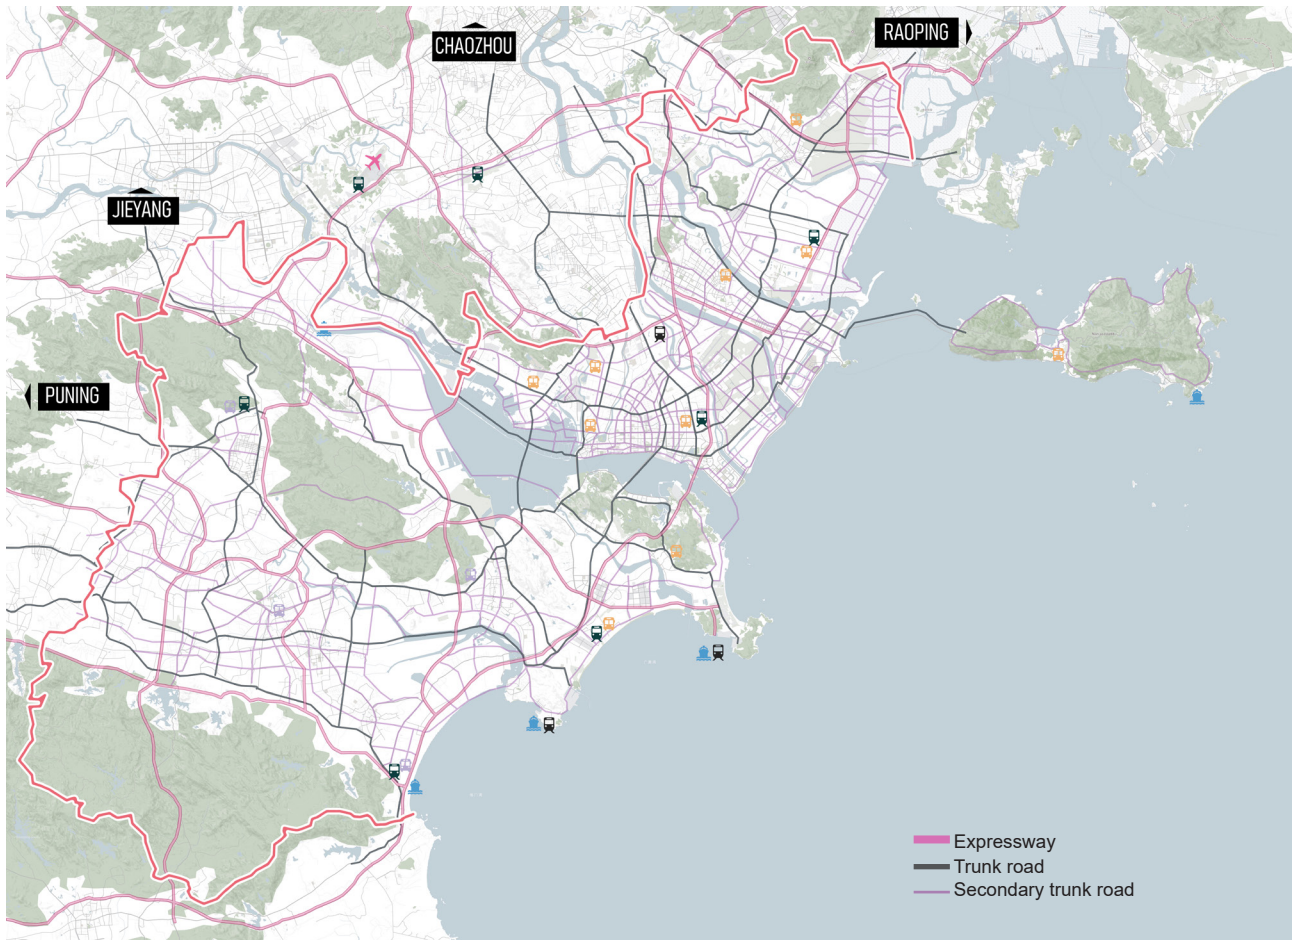 RAOPING
CHAOZHOU
JIEYANG
PUNING
Expressway
Trunk road
Secondary trunk road